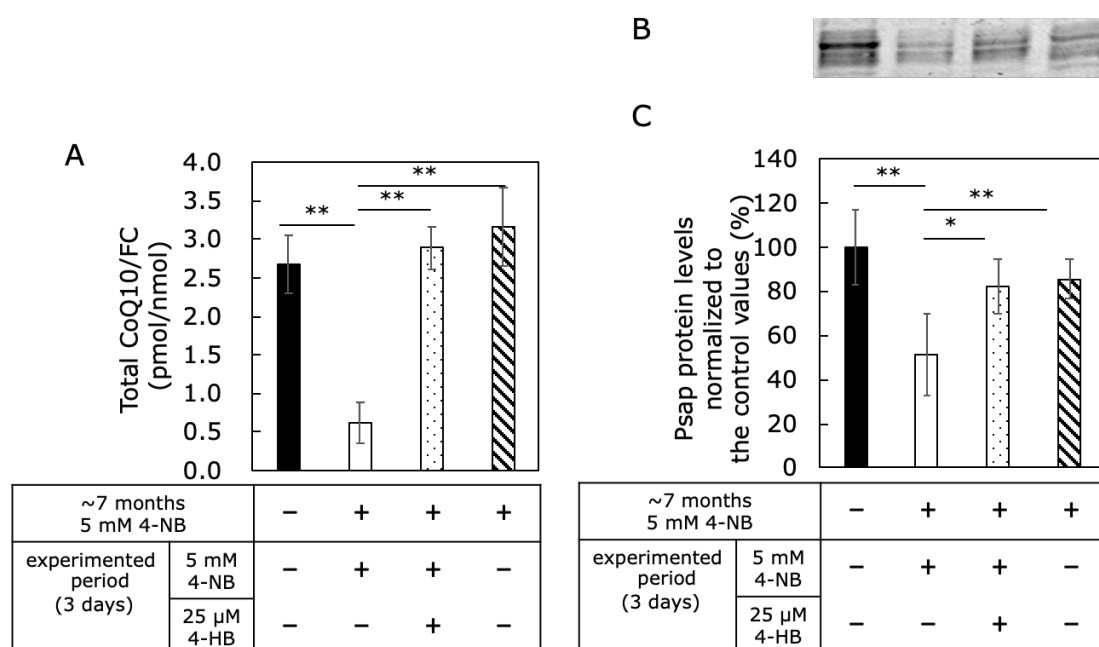 B
A
Total CoQ10/FC
(pmol/nmol)
4.0
3.5
3.0
2.5
2.0
1.5
1.0
0.5
0.0
**
**
**
~7 months
5 mM 4-NB
− + + +
experimented
period
(3 days)
5 mM
4-NB
− + + −
25 µM
4-HB
− − + −
C
Psap protein levels
normalized to
the control values (%)
140
120
100
80
60
40
20
0
**
**
*
~7 months
5 mM 4-NB
− + + +
experimented
period
(3 days)
5 mM
4-NB
− + + −
25 µM
4-HB
− − + −